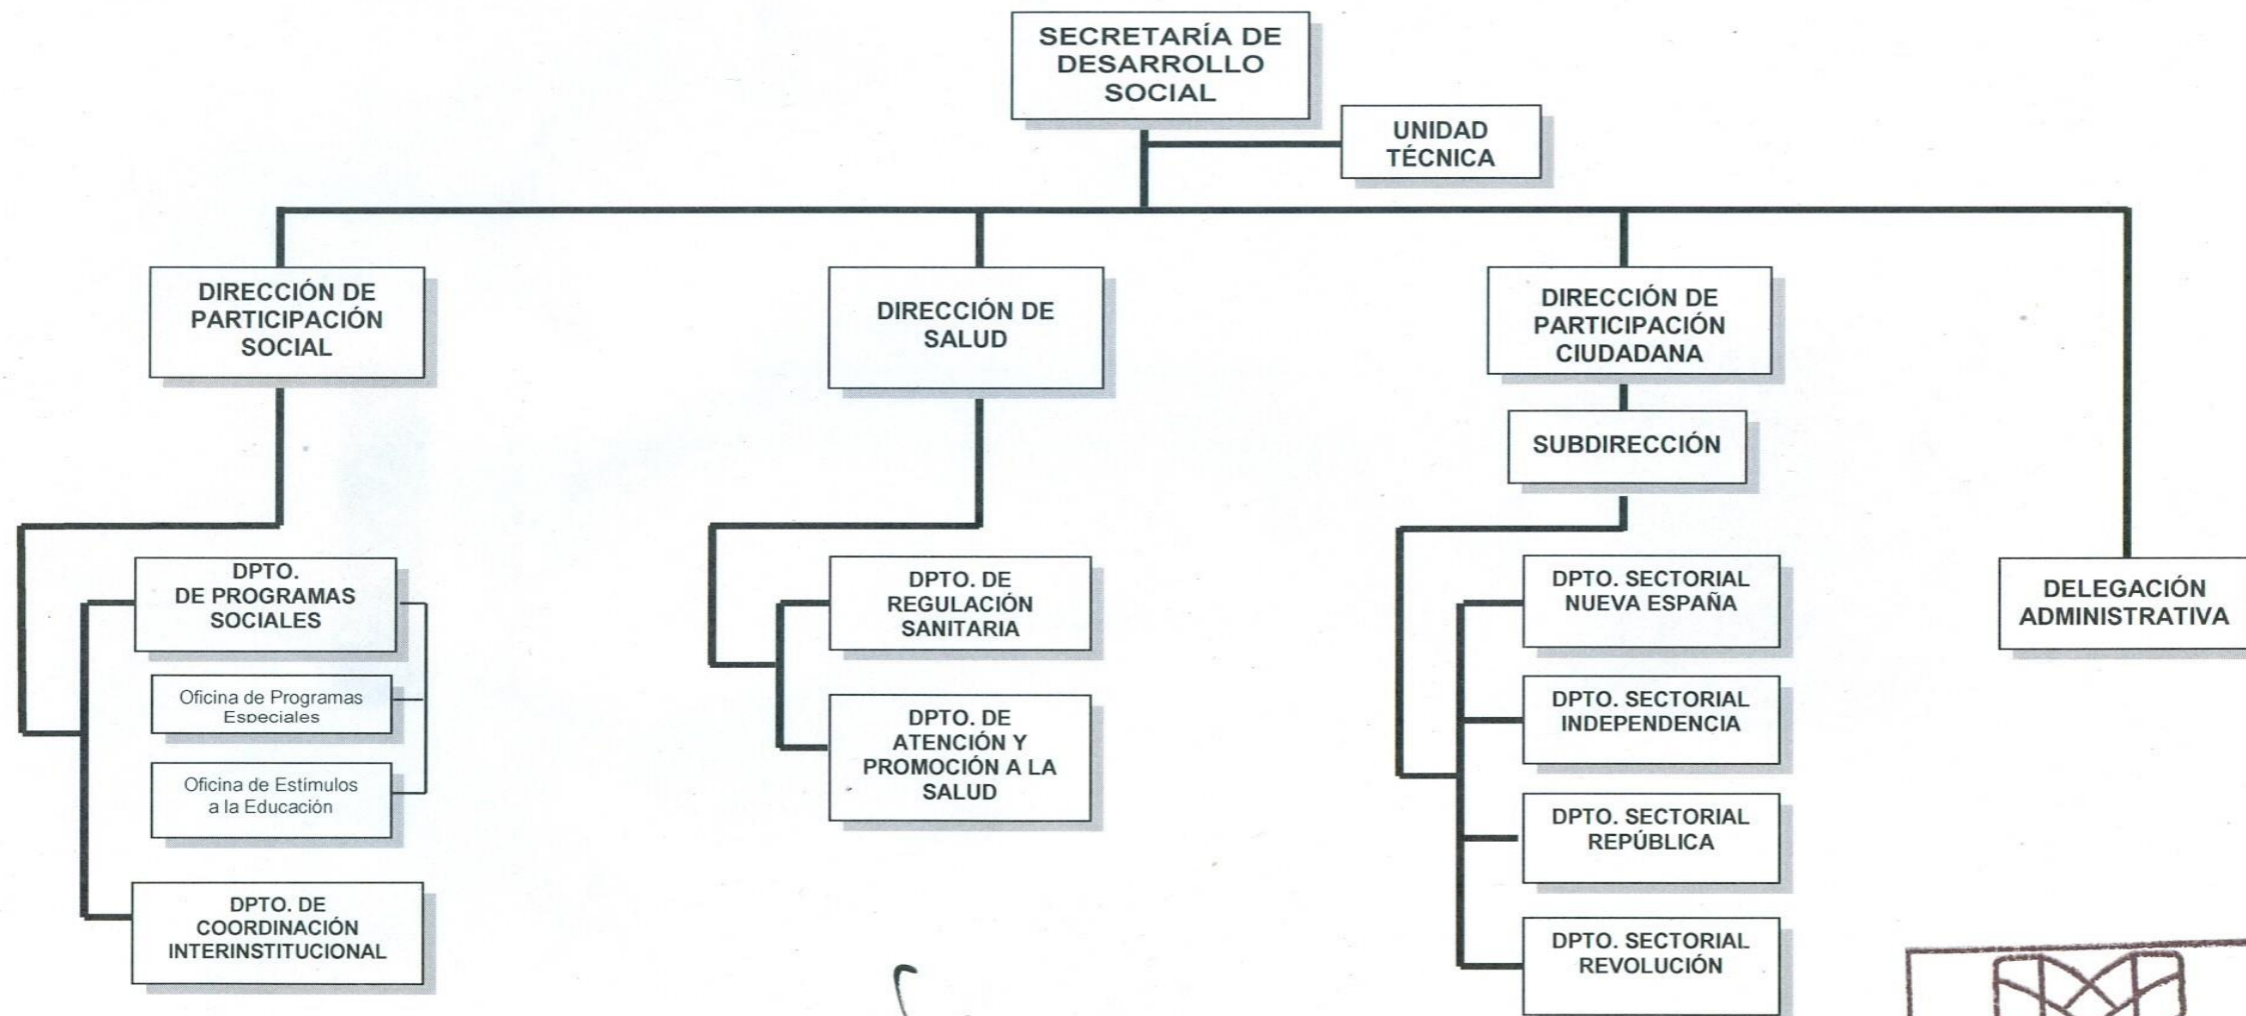 SECRETARÍA DE
DESARROLLO
SOCIAL
UNIDAD
TÉCNICA
DIRECCIÓN DE
PARTICIPACIÓN
SOCIAL
DIRECCIÓN DE
SALUD
DIRECCIÓN DE
PARTICIPACIÓN
CIUDADANA
SUBDIRECCIÓN
DPTO.
DE PROGRAMAS
SOCIALES
Oficina de Programas
Especiales
Oficina de Estímulos
a la Educación
DPTO. DE
COORDINACIÓN
INTERINSTITUCIONAL
DPTO. DE
REGULACIÓN
SANITARIA
DPTO. DE
ATENCIÓN Y
PROMOCIÓN A LA
SALUD
DPTO. SECTORIAL
NUEVA ESPAÑA
DPTO. SECTORIAL
INDEPENDENCIA
DPTO. SECTORIAL
REPÚBLICA
DPTO. SECTORIAL
REVOLUCIÓN
DELEGACIÓN
ADMINISTRATIVA